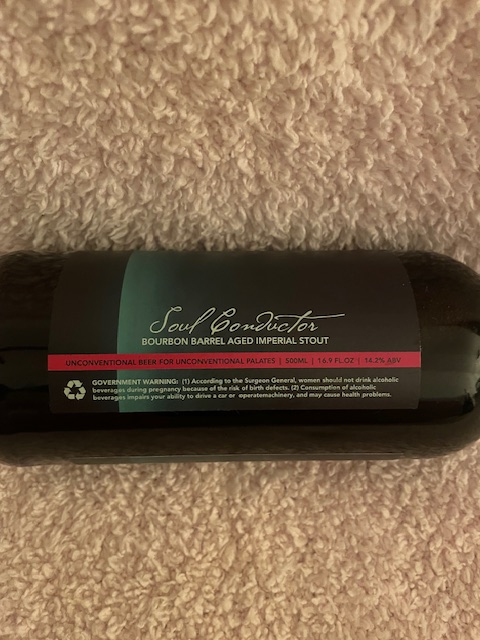 Soul Conductor
BOURBON BARREL AGED IMPERIAL STOUT
UNCONVENTIONAL BEER FOR UNCONVENTIONAL PALATES | 500ML | 16.9 FL.OZ | 14.2% ABV
GOVERNMENT WARNING: (1) According to the Surgeon General, women should not drink alcoholic
beverages during pregnancy because of the risk of birth defects. (2) Consumption of alcoholic
beverages impairs your ability to drive a car or operatemachinery, and may cause health problems.